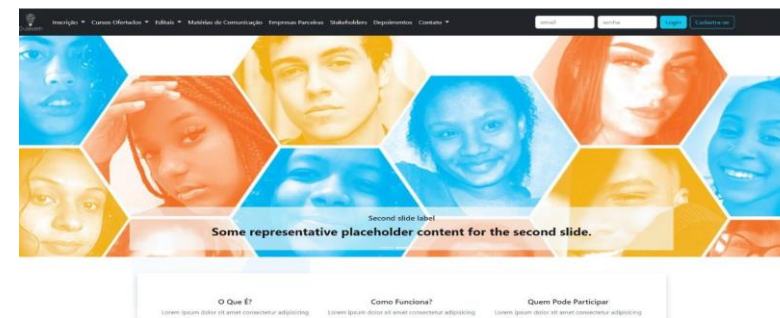 Inscrição Cursos Ofertados Editais Matérias de Comunicação Empresas Parceiras Stakeholders Depoimentos Contato email senha Login Cadastra-se
Second slide label
Some representative placeholder content for the second slide.
O Que É? Como Funciona? Quem Pode Participar
Lorem ipsum dolor sit amet consectetur adipisicing Lorem ipsum dolor sit amet consectetur adipisicing Lorem ipsum dolor sit amet consectetur adipisicing